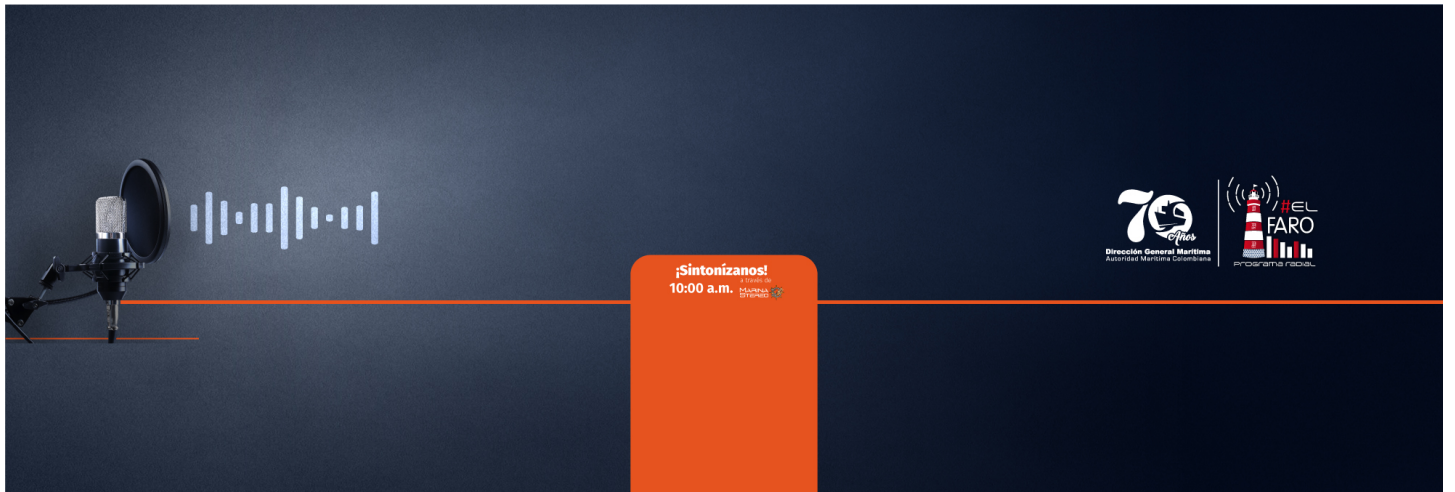 ¡Sintonízanos!
a través de
10:00 a.m.
MARINA
STEREO
70
Años
Dirección General Marítima
Autoridad Marítima Colombiana
#EL
FARO
Programa radial